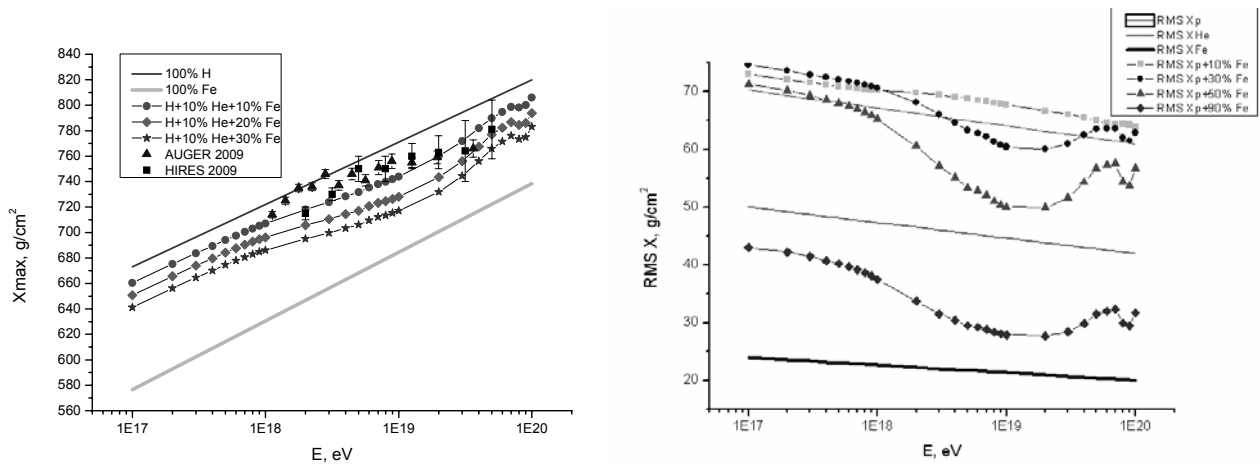 840
820
800
780
760
740
720
700
680
660
640
620
600
580
560
Xmax, g/cm²
100% H
100% Fe
H+10% He+10% Fe
H+10% He+20% Fe
H+10% He+30% Fe
AUGER 2009
HIRES 2009
1E17 1E18 1E19 1E20
E, eV
RMS Xp
RMS XHe
RMS XFe
RMS Xp+10% Fe
RMS Xp+30% Fe
RMS Xp+50% Fe
RMS Xp+90% Fe
70
60
50
40
30
20
RMS X, g/cm²
1E17 1E18 1E19 1E20
E, eV